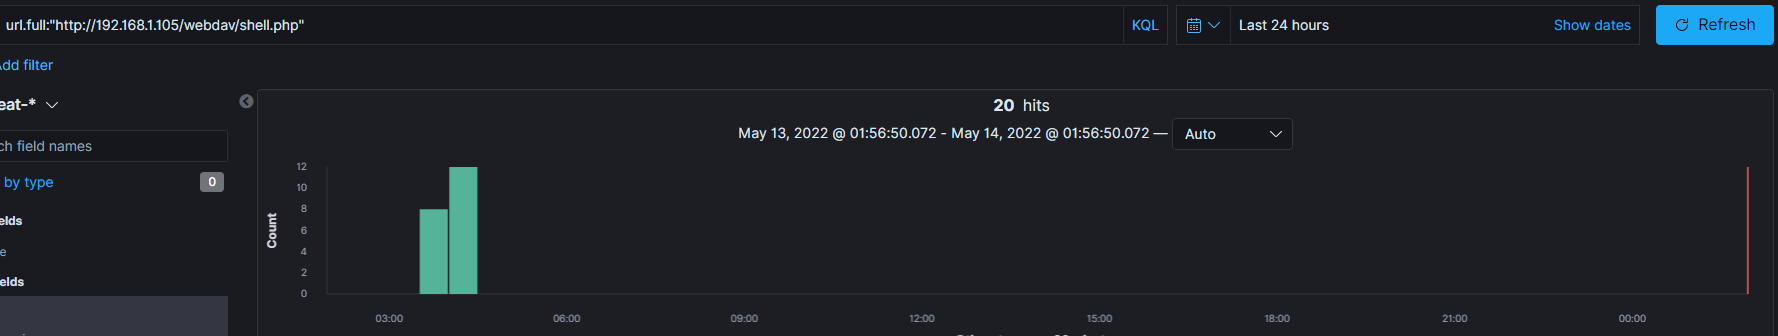 url.full:"http://192.168.1.105/webdav/shell.php" KQL Last 24 hours Show dates Refresh
Add filter
eat-*
20 hits
May 13, 2022 @ 01:56:50.072 - May 14, 2022 @ 01:56:50.072 — Auto
ch field names
by type 0
elds
e
elds
Count
12
10
8
6
4
2
0
03:00 06:00 09:00 12:00 15:00 18:00 21:00 00:00